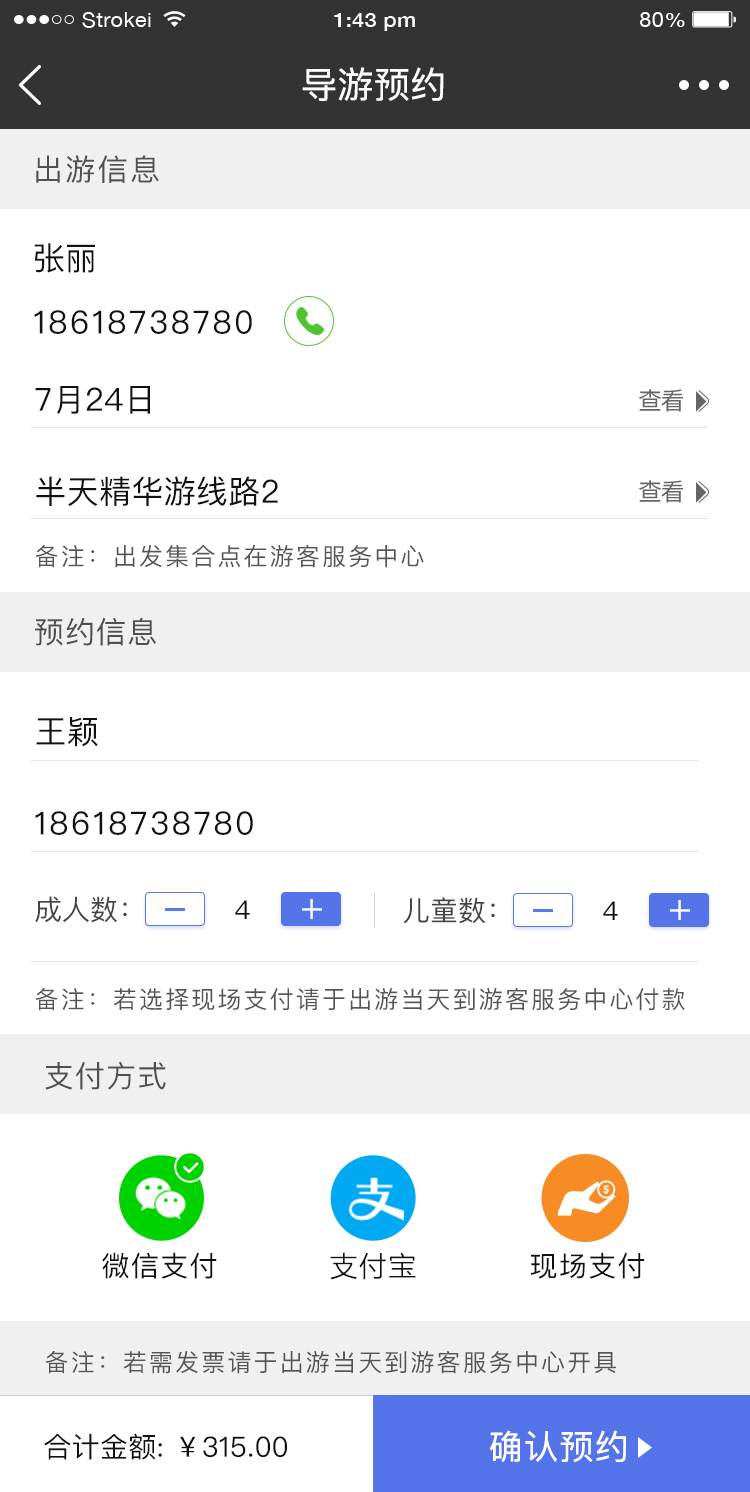 Strokei 1:43 pm 80%
导游预约
出游信息
张丽
18618738780
7月24日 查看
半天精华游线路2 查看
备注：出发集合点在游客服务中心
预约信息
王颖
18618738780
成人数： 4 儿童数： 4
备注：若选择现场支付请于出游当天到游客服务中心付款
支付方式
微信支付 支付宝 现场支付
备注：若需发票请于出游当天到游客服务中心开具
合计金额: ￥315.00 确认预约